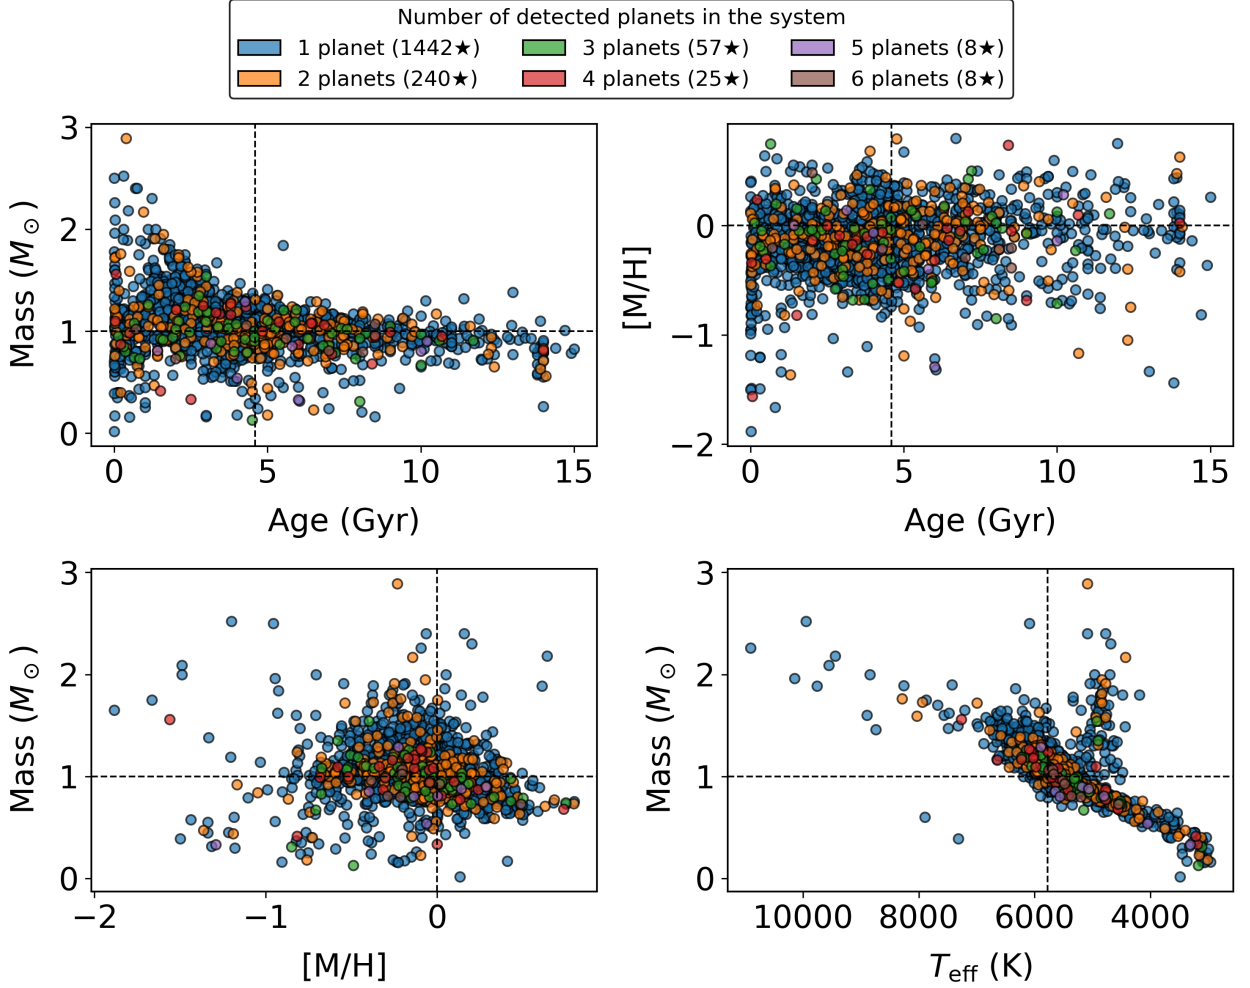 Number of detected planets in the system
1 planet (1442★) 3 planets (57★) 5 planets (8★)
2 planets (240★) 4 planets (25★) 6 planets (8★)
3
2
1
0
Mass (M⊙)
0 5 10 15
Age (Gyr)
0
−1
−2
[M/H]
0 5 10 15
Age (Gyr)
3
2
1
0
Mass (M⊙)
−2 −1 0
[M/H]
3
2
1
0
Mass (M⊙)
10000 8000 6000 4000
Teff (K)